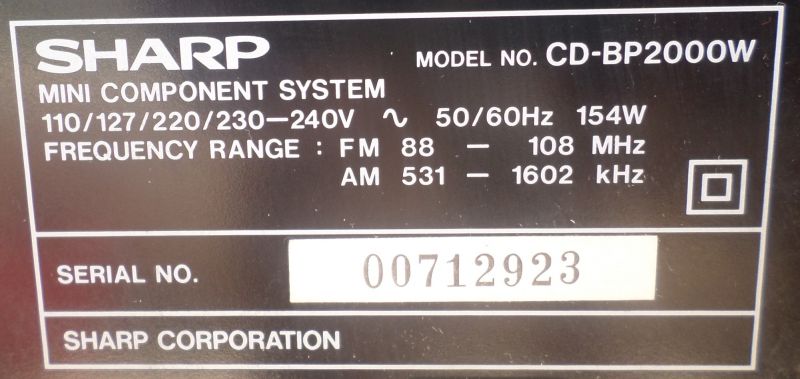 SHARP MODEL NO. CD-BP2000W
MINI COMPONENT SYSTEM
110/127/220/230–240V ∿ 50/60Hz 154W
FREQUENCY RANGE : FM 88 – 108 MHz
AM 531 – 1602 kHz
SERIAL NO. 00712923
SHARP CORPORATION